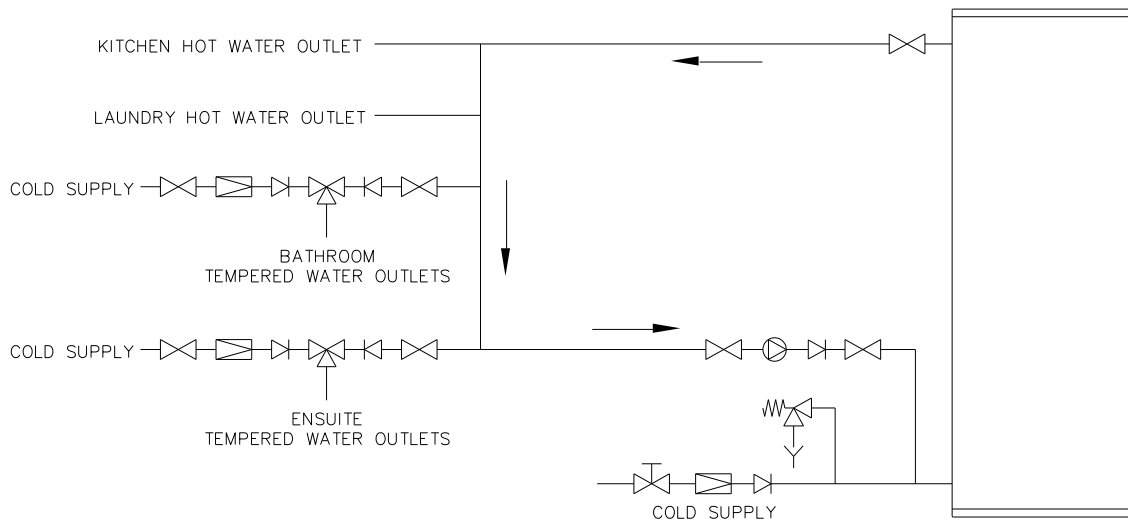 KITCHEN HOT WATER OUTLET
LAUNDRY HOT WATER OUTLET
COLD SUPPLY
BATHROOM
TEMPERED WATER OUTLETS
COLD SUPPLY
ENSUITE
TEMPERED WATER OUTLETS
COLD SUPPLY